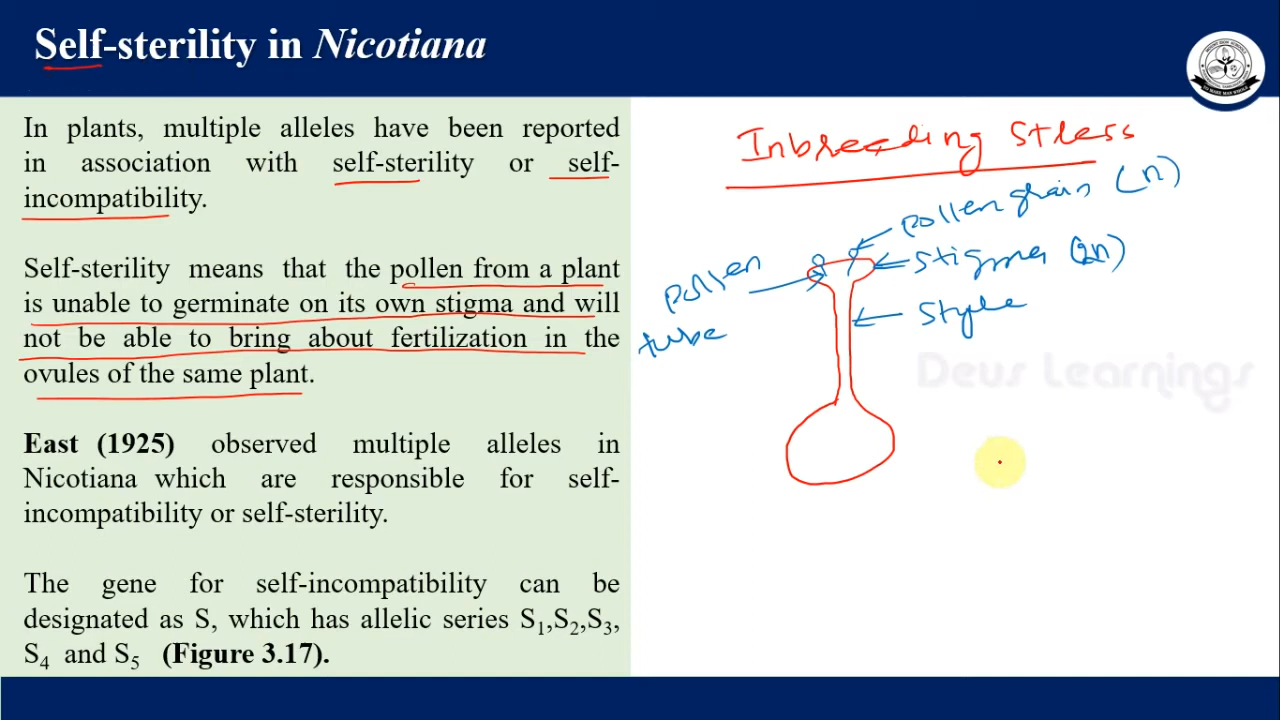 Self-sterility in Nicotiana
In plants, multiple alleles have been reported
in association with self-sterility or self-
incompatibility.
Self-sterility means that the pollen from a plant
is unable to germinate on its own stigma and will
not be able to bring about fertilization in the
ovules of the same plant.
East (1925) observed multiple alleles in
Nicotiana which are responsible for self-
incompatibility or self-sterility.
The gene for self-incompatibility can be
designated as S, which has allelic series S₁,S₂,S₃,
S₄ and S₅ (Figure 3.17).
Inbreeding stress
pollen grain (n)
stigma (2n)
style
pollen
tube
Deus Learnings